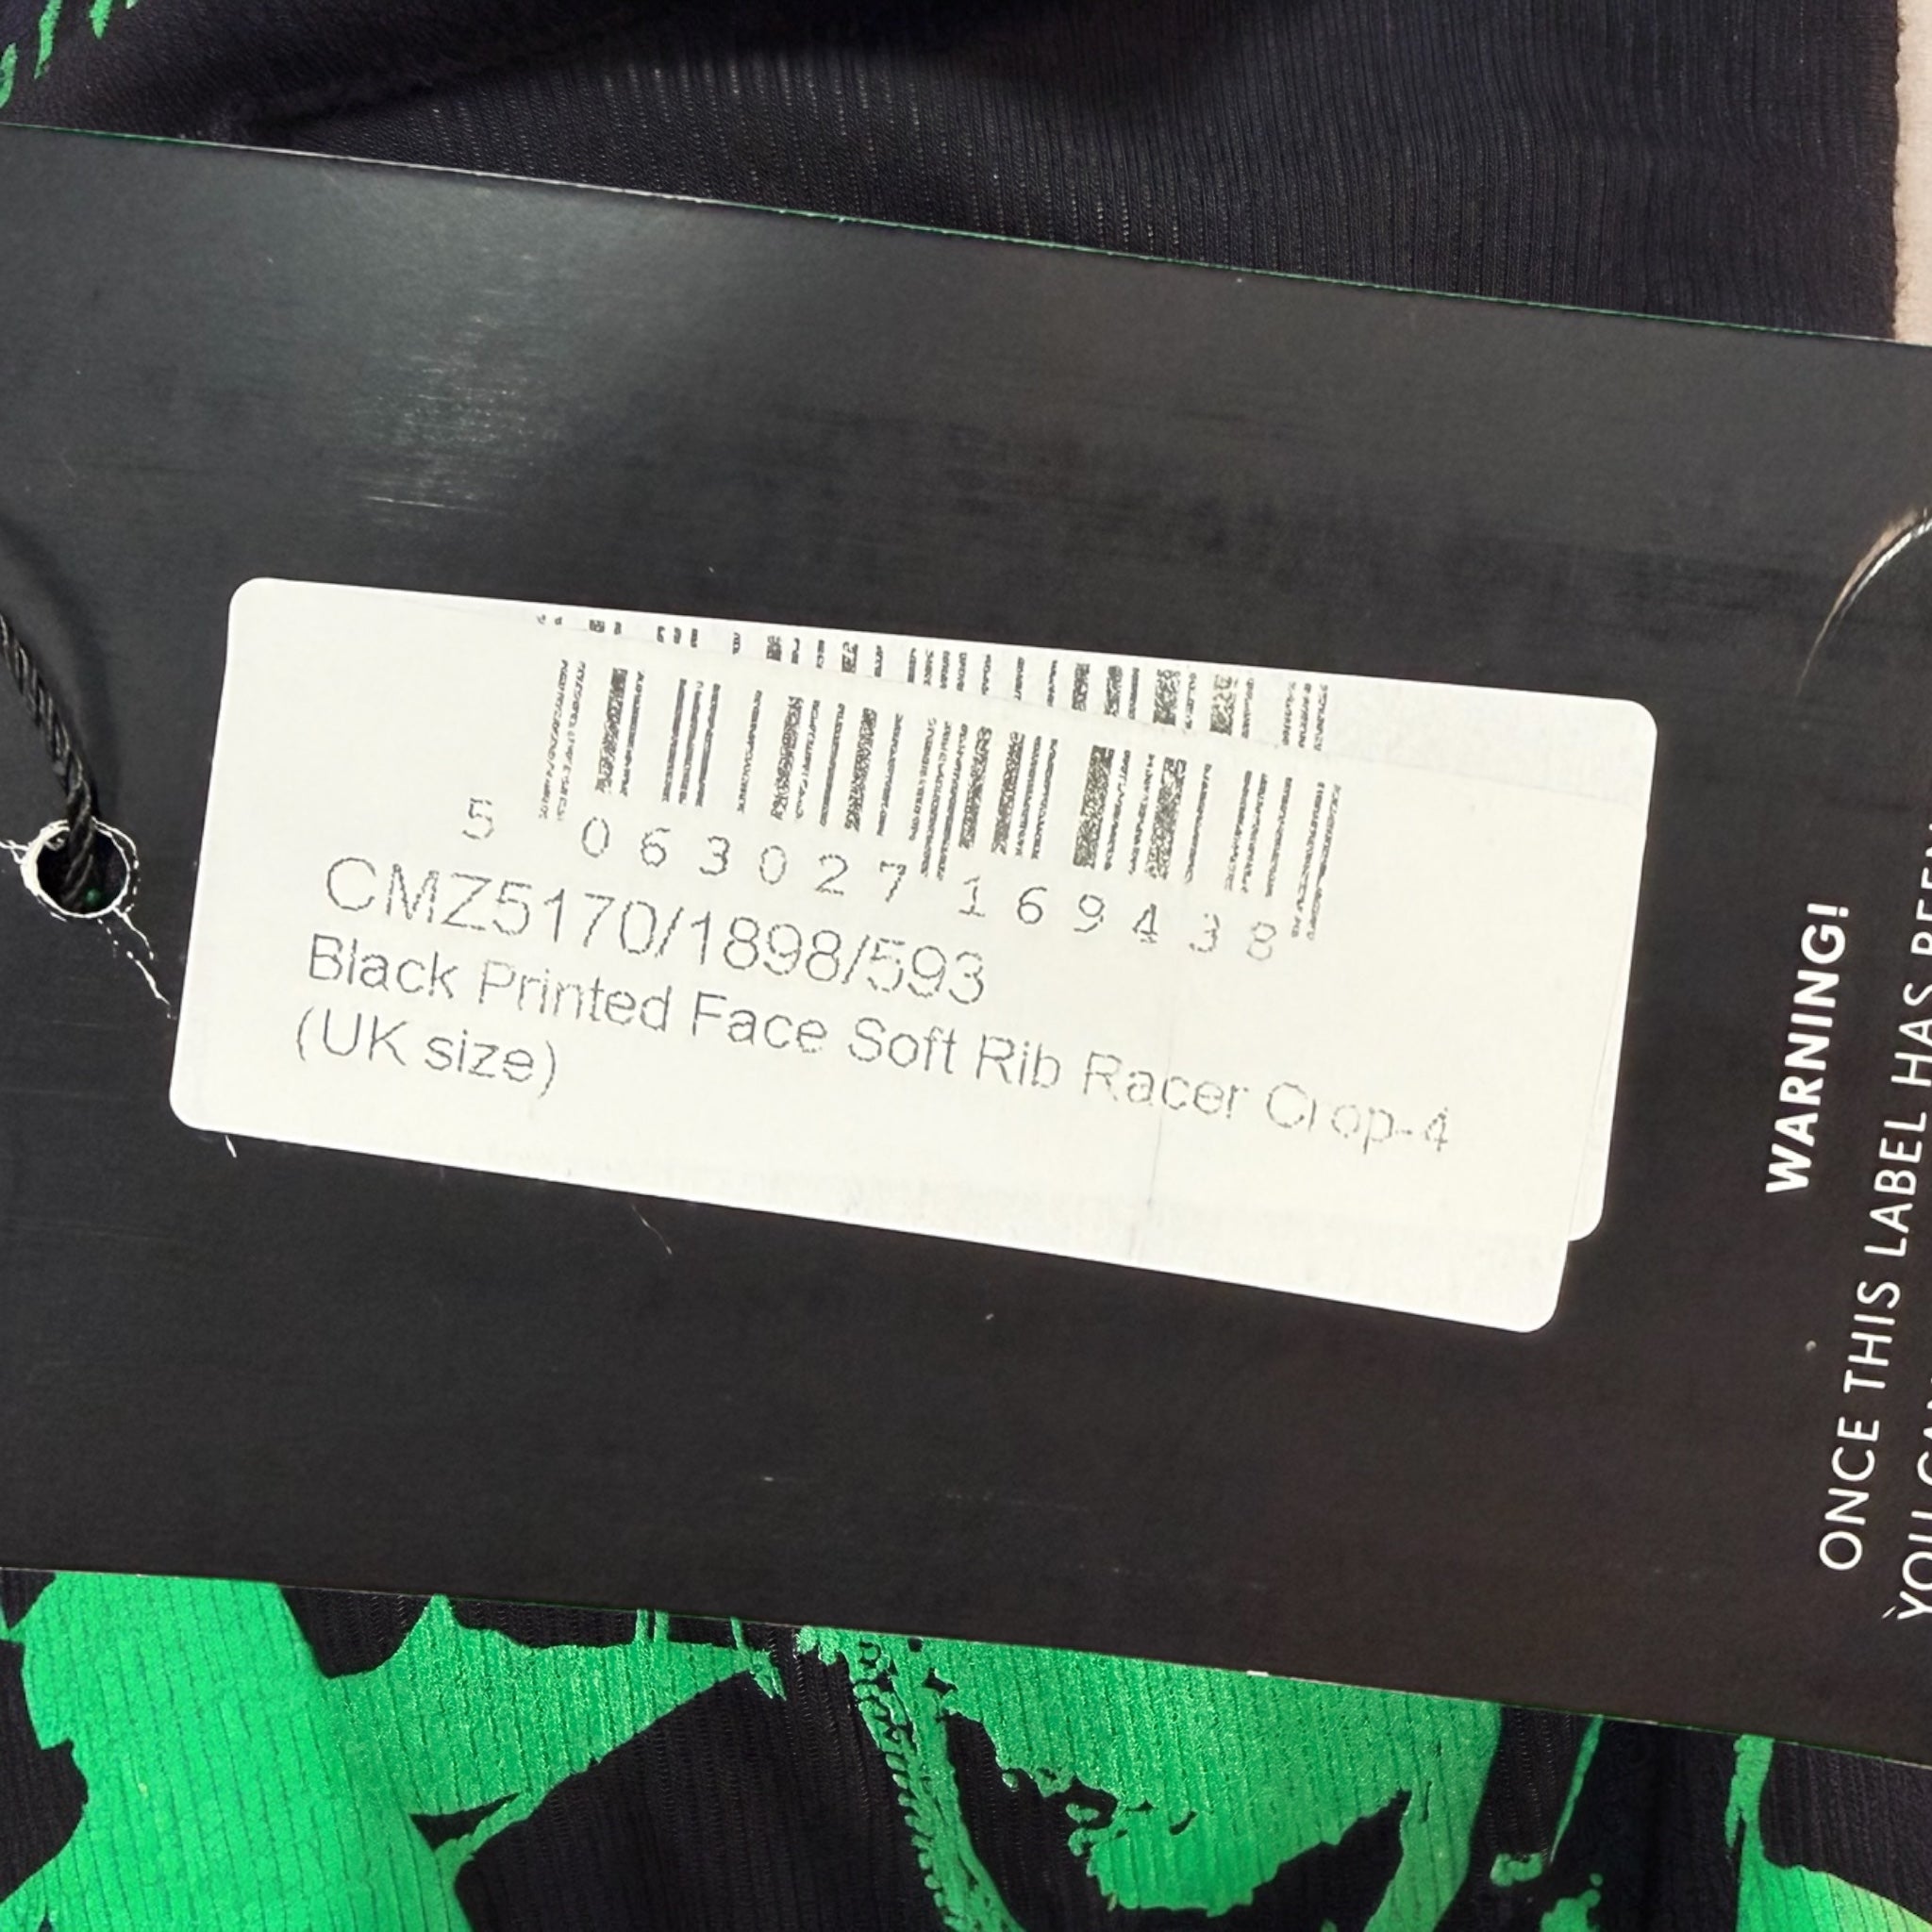 5 063027 169438
CMZ5170/1898/593
Black Printed Face Soft Rib Racer Crop-4
(UK size)
WARNING!
ONCE THIS LABEL HAS BEEN
YOU